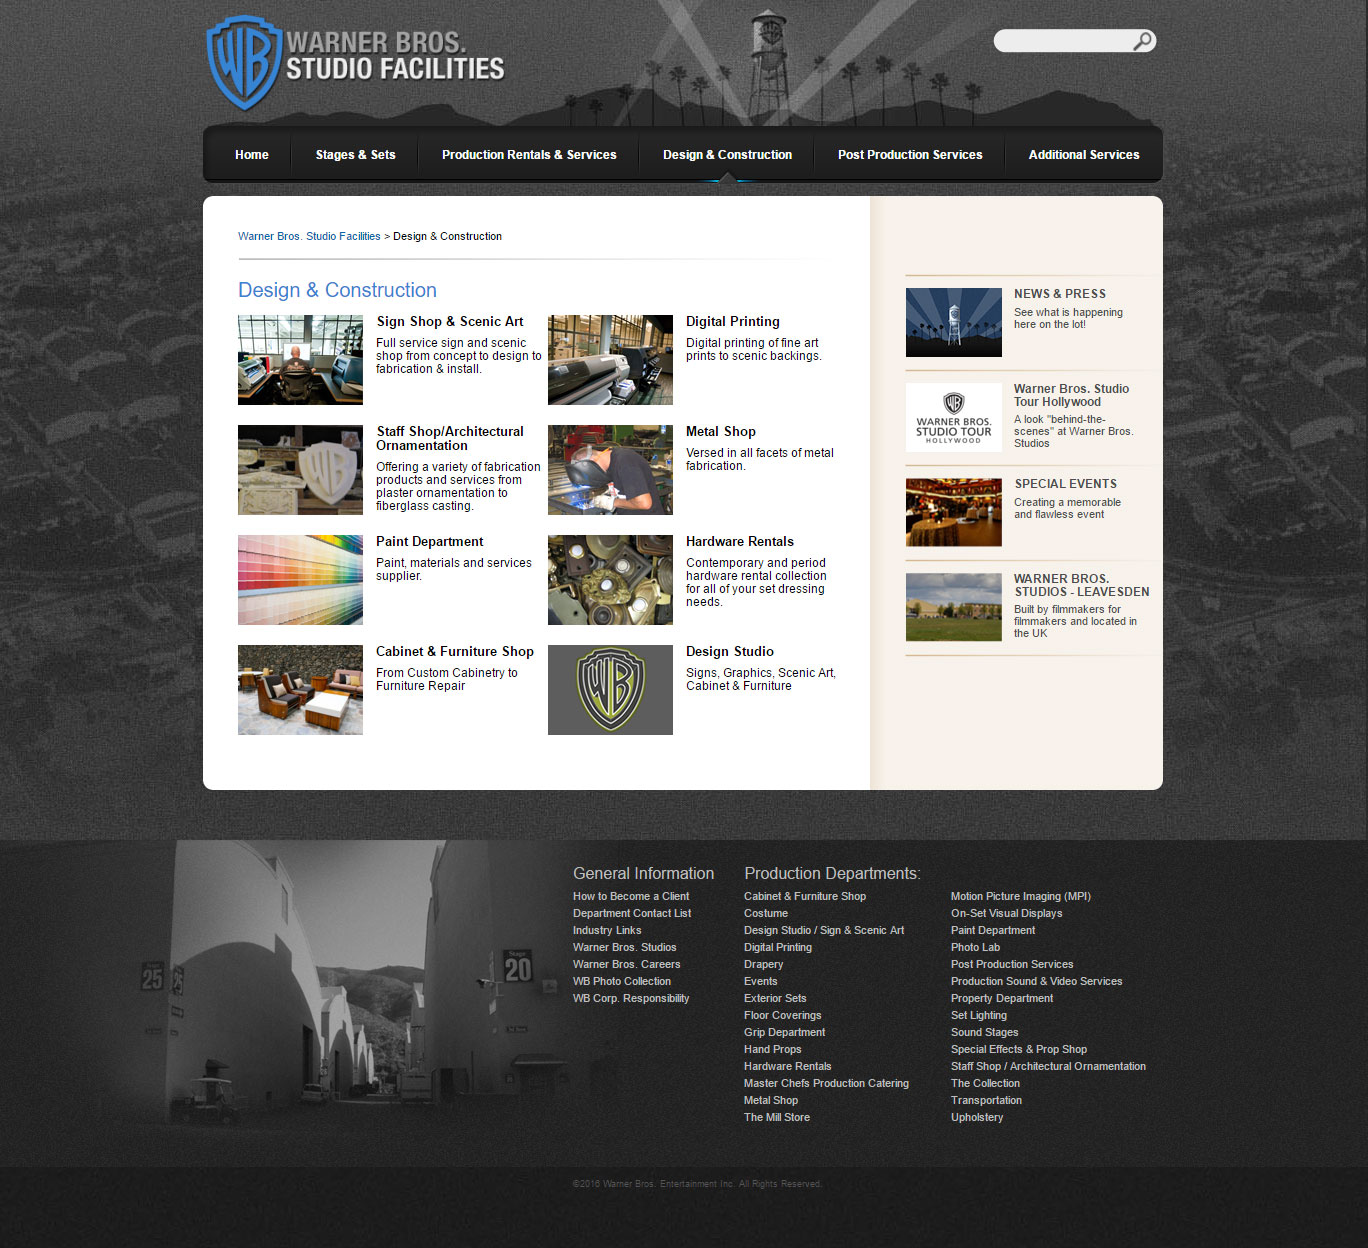 WARNER BROS.
STUDIO FACILITIES
Home
Stages & Sets
Production Rentals & Services
Design & Construction
Post Production Services
Additional Services
Warner Bros. Studio Facilities > Design & Construction
Design & Construction
Sign Shop & Scenic Art
Full service sign and scenic
shop from concept to design to
fabrication & install.
Digital Printing
Digital printing of fine art
prints to scenic backings.
Staff Shop/Architectural
Ornamentation
Offering a variety of fabrication
products and services from
plaster ornamentation to
fiberglass casting.
Metal Shop
Versed in all facets of metal
fabrication.
Paint Department
Paint, materials and services
supplier.
Hardware Rentals
Contemporary and period
hardware rental collection
for all of your set dressing
needs.
Cabinet & Furniture Shop
From Custom Cabinetry to
Furniture Repair
Design Studio
Signs, Graphics, Scenic Art,
Cabinet & Furniture
NEWS & PRESS
See what is happening
here on the lot!
WARNER BROS.
STUDIO TOUR
HOLLYWOOD
Warner Bros. Studio
Tour Hollywood
A look "behind-the-
scenes" at Warner Bros.
Studios
SPECIAL EVENTS
Creating a memorable
and flawless event
WARNER BROS.
STUDIOS - LEAVESDEN
Built by filmmakers for
filmmakers and located in
the UK
25
Stage
20
General Information
How to Become a Client
Department Contact List
Industry Links
Warner Bros. Studios
Warner Bros. Careers
WB Photo Collection
WB Corp. Responsibility
Production Departments:
Cabinet & Furniture Shop
Costume
Design Studio / Sign & Scenic Art
Digital Printing
Drapery
Events
Exterior Sets
Floor Coverings
Grip Department
Hand Props
Hardware Rentals
Master Chefs Production Catering
Metal Shop
The Mill Store
Motion Picture Imaging (MPI)
On-Set Visual Displays
Paint Department
Photo Lab
Post Production Services
Production Sound & Video Services
Property Department
Set Lighting
Sound Stages
Special Effects & Prop Shop
Staff Shop / Architectural Ornamentation
The Collection
Transportation
Upholstery
©2016 Warner Bros. Entertainment Inc. All Rights Reserved.